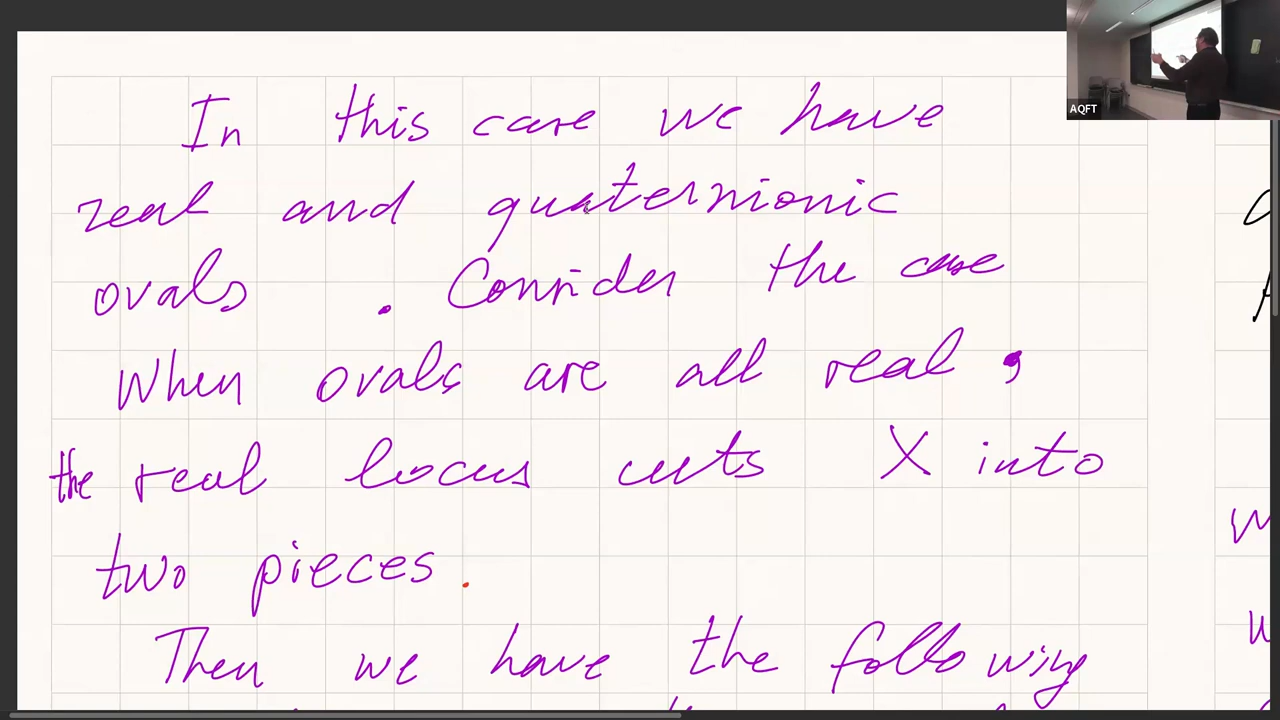 In this case we have
real and quaternionic
ovals . Consider the case
When ovals are all real ,
the real locus cuts X into
two pieces .
Then we have the following
AQFT